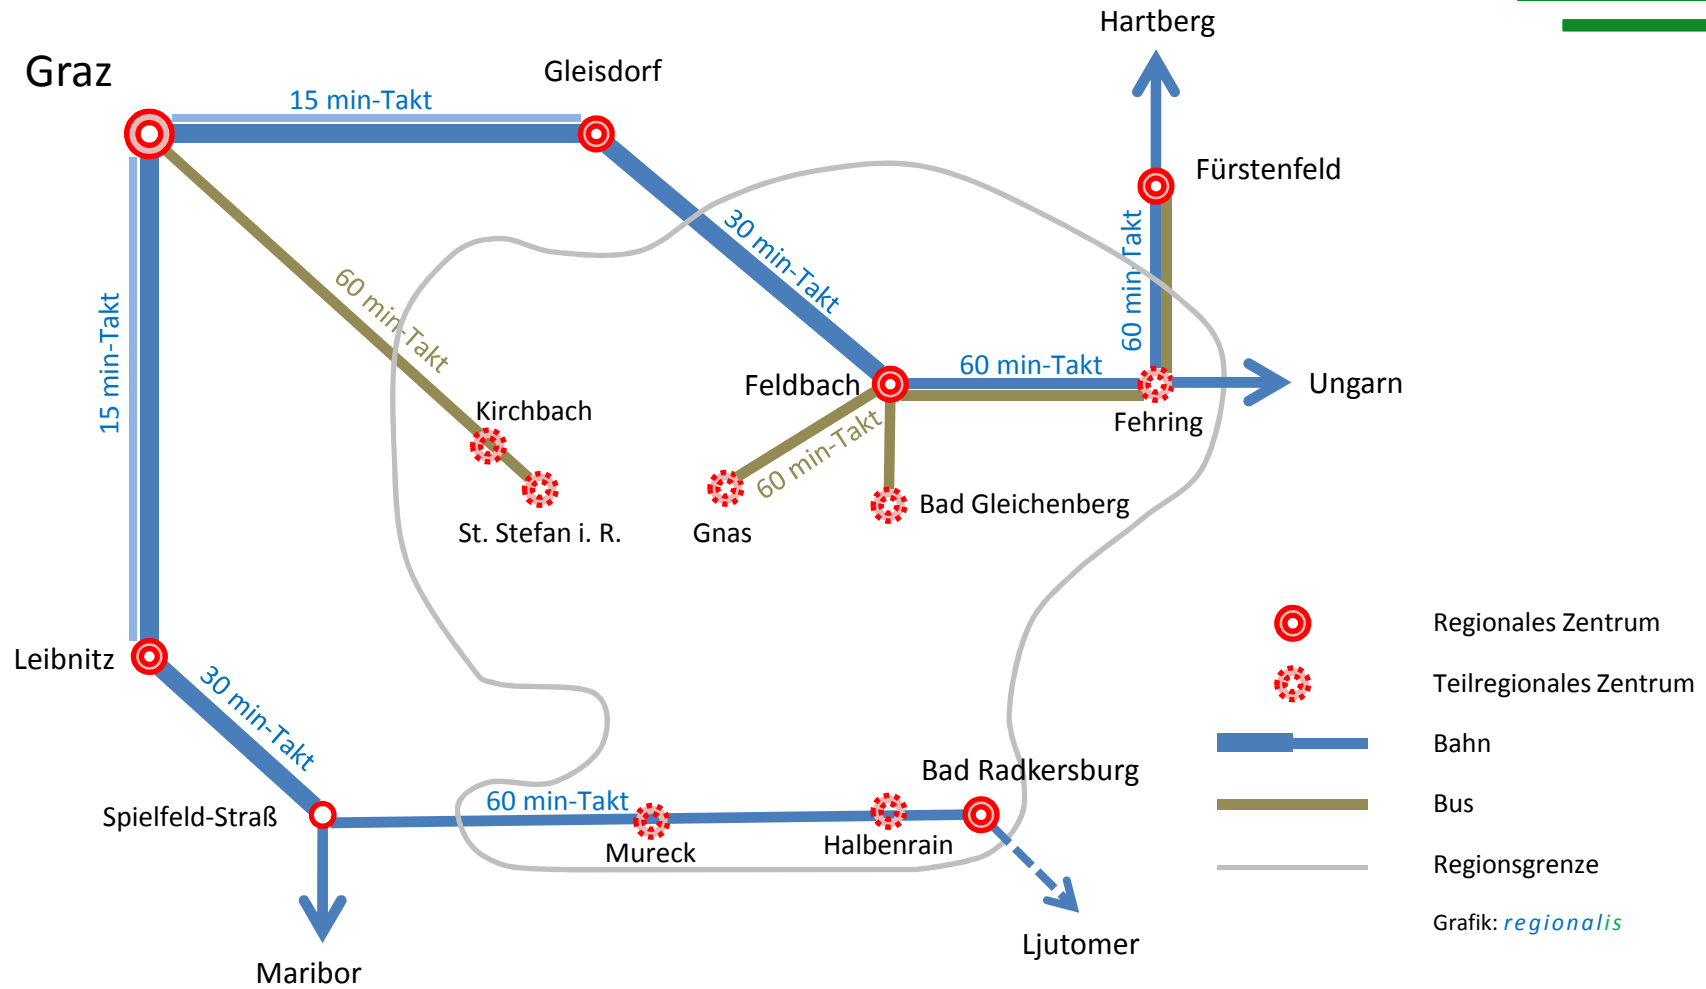 Hartberg
Graz
Gleisdorf
15 min-Takt
Fürstenfeld
30 min-Takt
60 min-Takt
60 min-Takt
15 min-Takt
Feldbach
60 min-Takt
Ungarn
Kirchbach
Fehring
60 min-Takt
St. Stefan i. R.
Gnas
Bad Gleichenberg
Leibnitz
30 min-Takt
Regionales Zentrum
Teilregionales Zentrum
Bahn
Bus
Regionsgrenze
Grafik: regionalis
Bad Radkersburg
Spielfeld-Straß
60 min-Takt
Mureck
Halbenrain
Ljutomer
Maribor